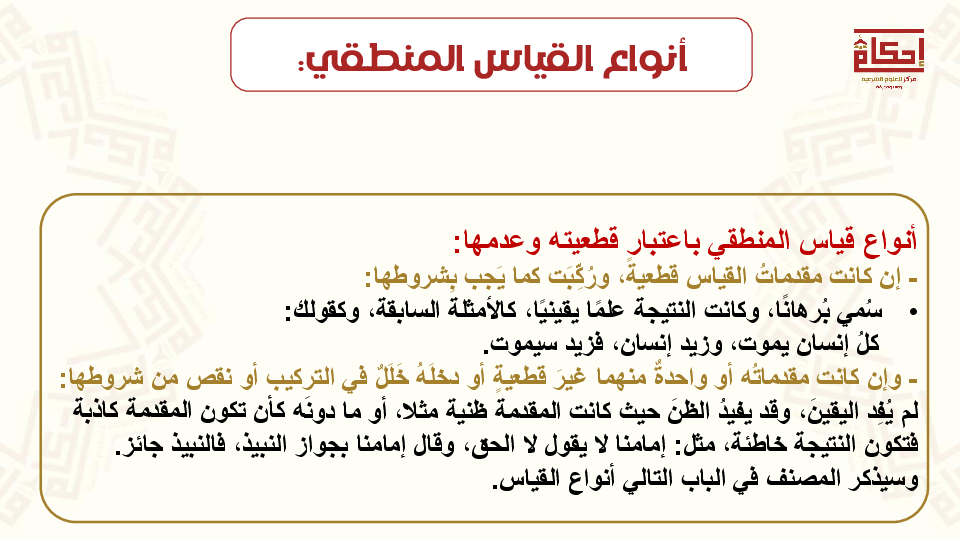 أنواع القياس المنطقي:
إحكام
مركز للعلوم الشرعية
أنواع قياس المنطقي باعتبار قطعيته وعدمها:
- إن كانت مقدماتُ القياس قطعيةً، ورُكِّبَت كما يَجب بِشروطها:
• سُمي بُرهانًا، وكانت النتيجة علمًا يقينيًا، كالأمثلة السابقة، وكقولك:
كلُ إنسان يموت، وزيد إنسان، فزيد سيموت.
- وإن كانت مقدماتُه أو واحدةٌ منهما غيرَ قطعيةٍ أو دخلَهُ خَلَلٌ في التركيب أو نقص من شروطها:
لم يُفِد اليقينَ، وقد يفيدُ الظنَ حيث كانت المقدمة ظنية مثلا، أو ما دونَه كأن تكون المقدمة كاذبة
فتكون النتيجة خاطئة، مثل: إمامنا لا يقول لا الحق، وقال إمامنا بجواز النبيذ، فالنبيذ جائز.
وسيذكر المصنف في الباب التالي أنواع القياس.